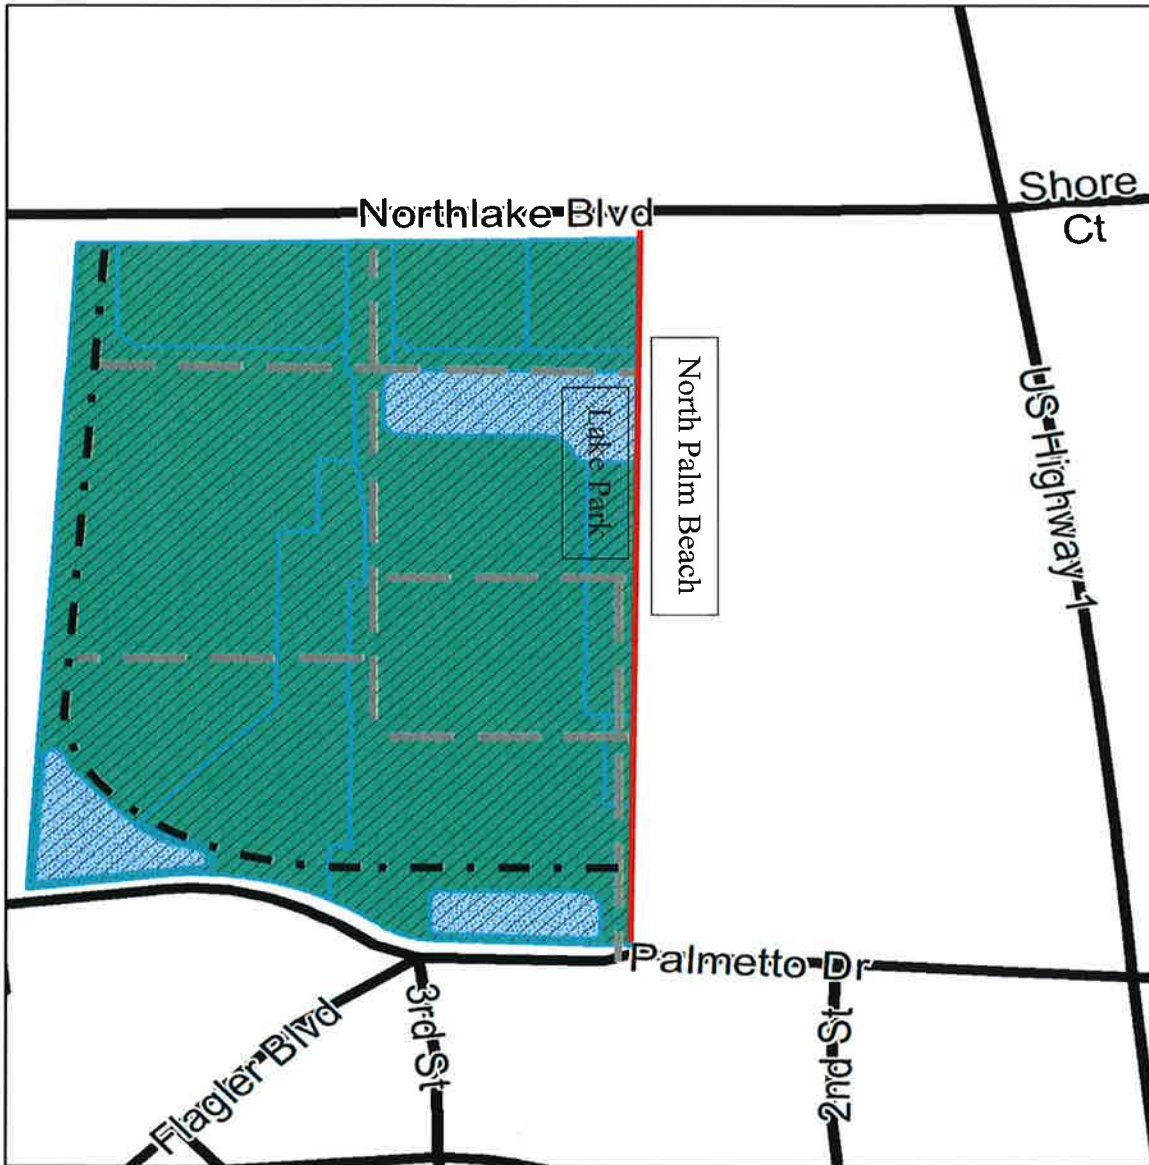 Northlake Blvd
Shore
Ct
US Highway 1
North Palm Beach
Lake Park
Palmetto Dr
Flagler Blvd
3rd St
2nd St